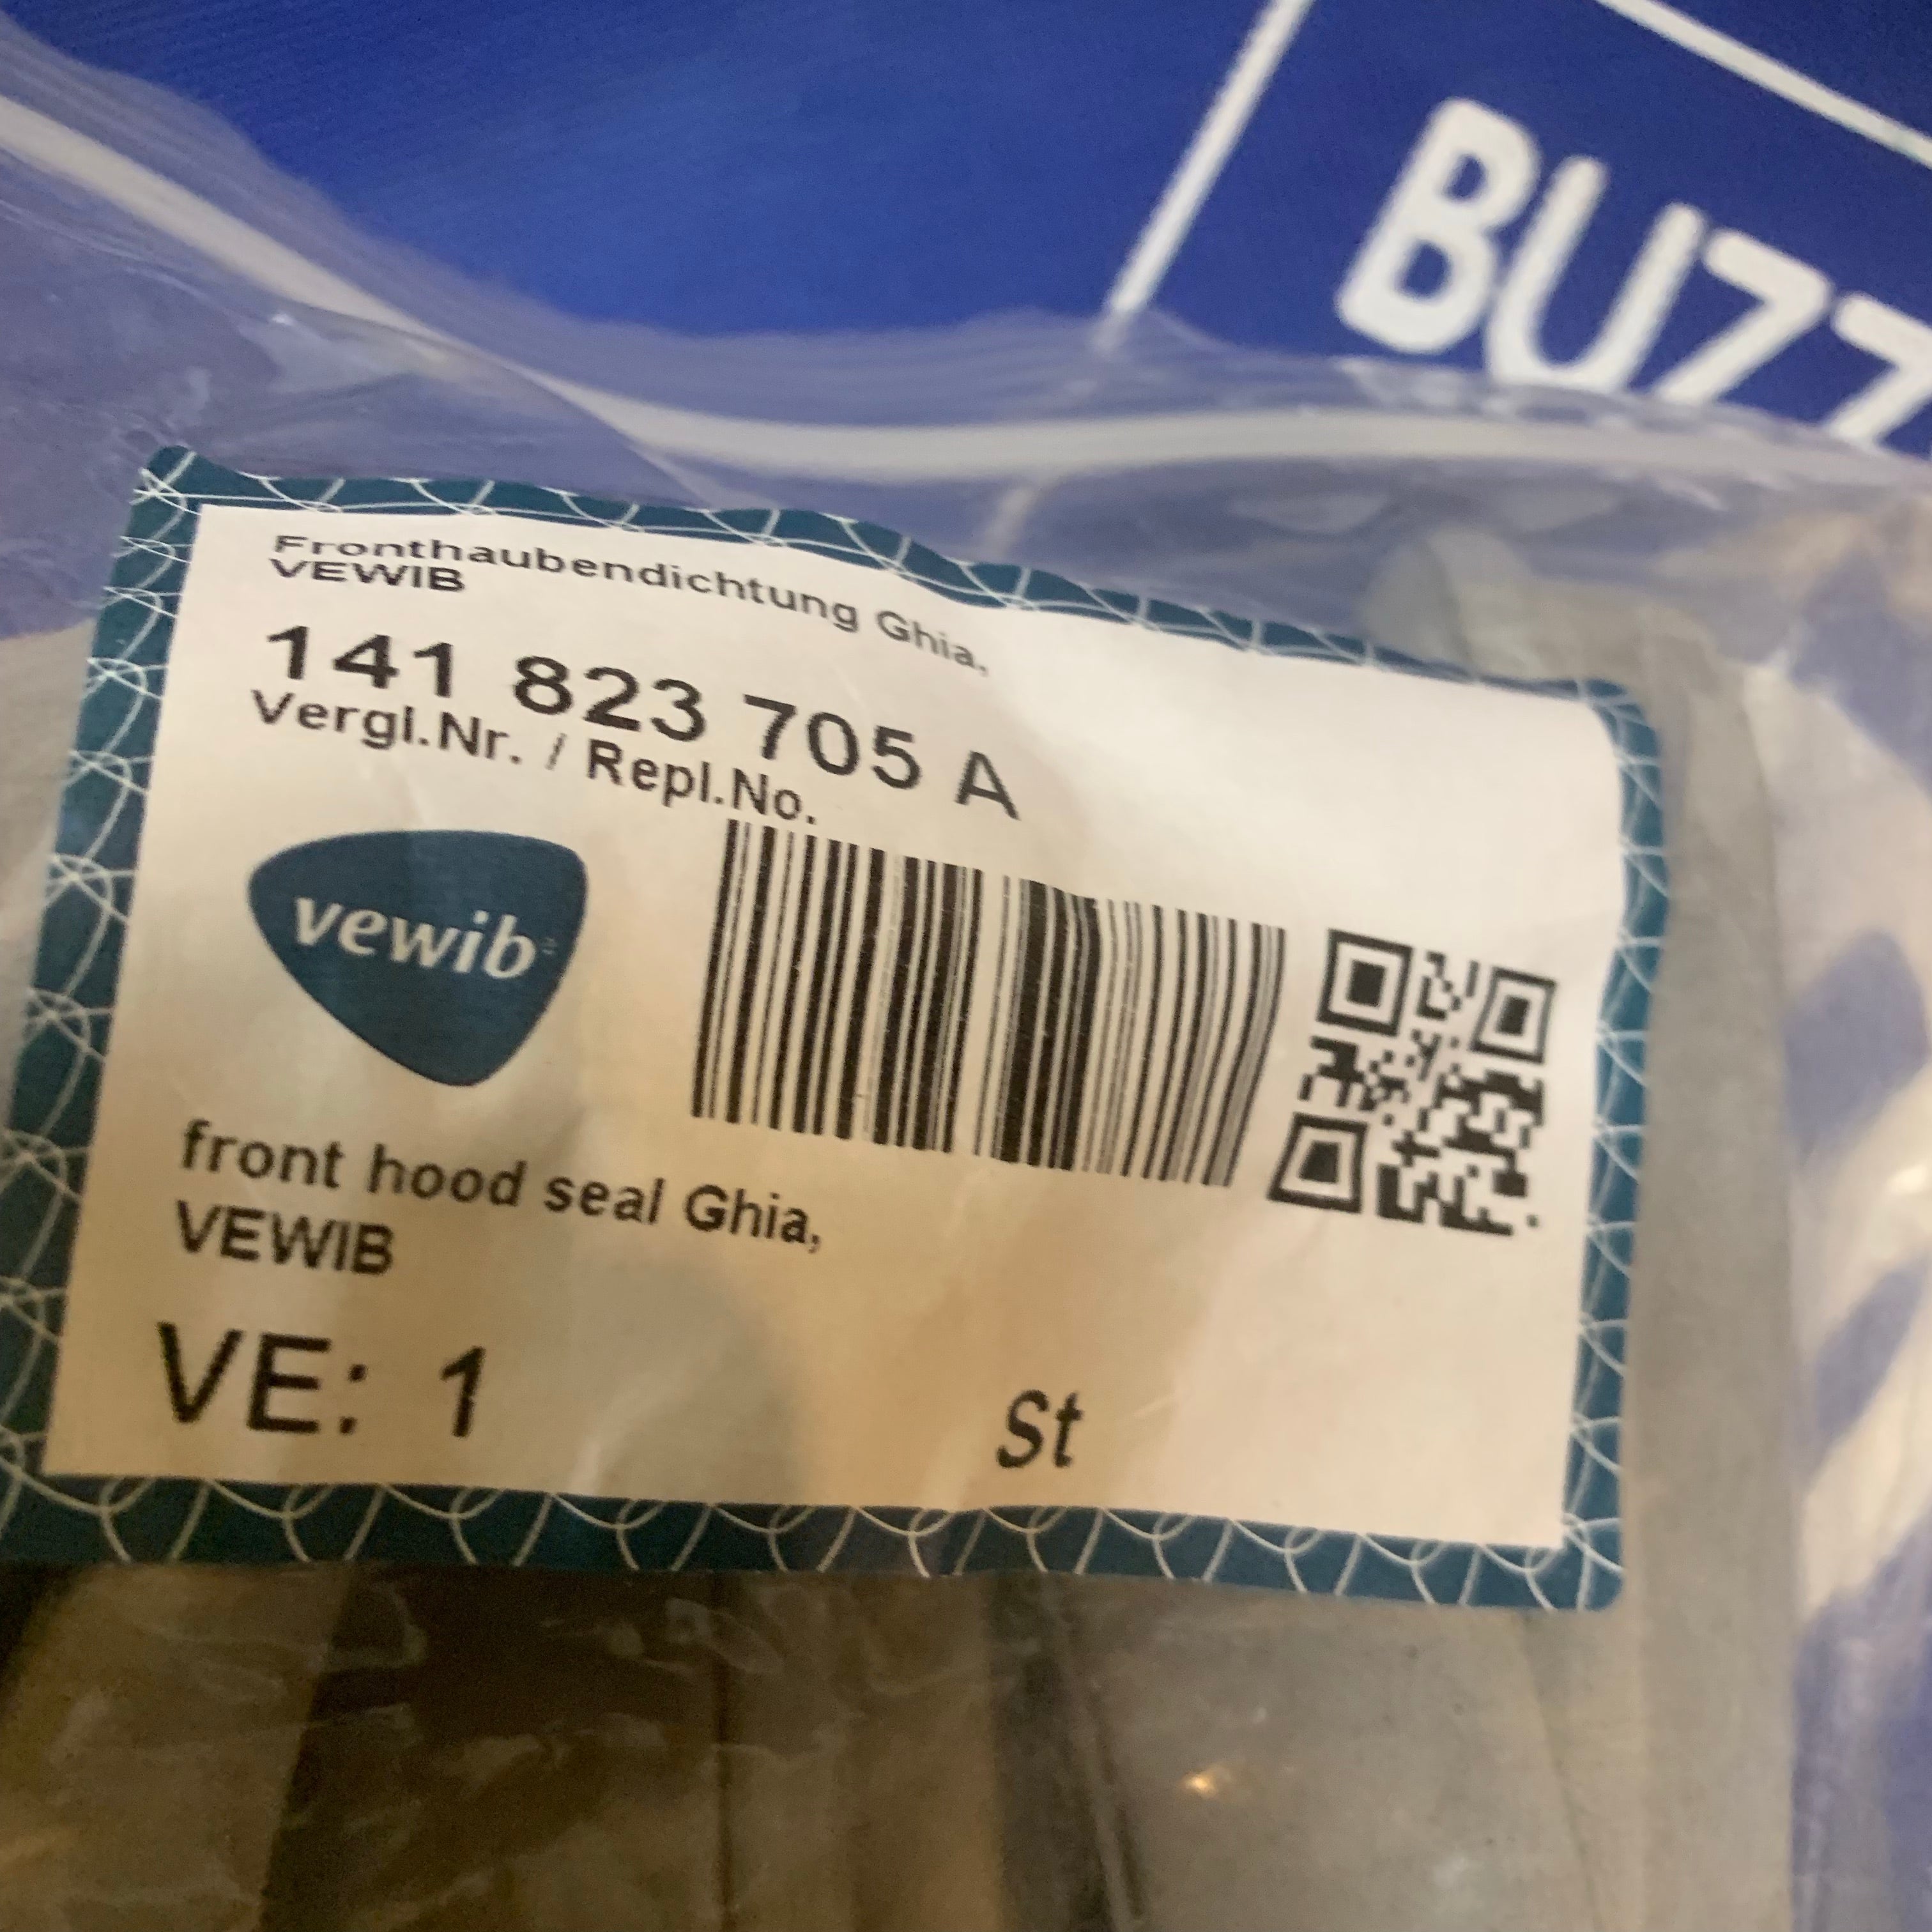 BUZZ
Fronthaubendichtung Ghia,
VEWIB
141 823 705 A
Vergl.Nr. / Repl.No.
vewib
front hood seal Ghia,
VEWIB
VE: 1 St